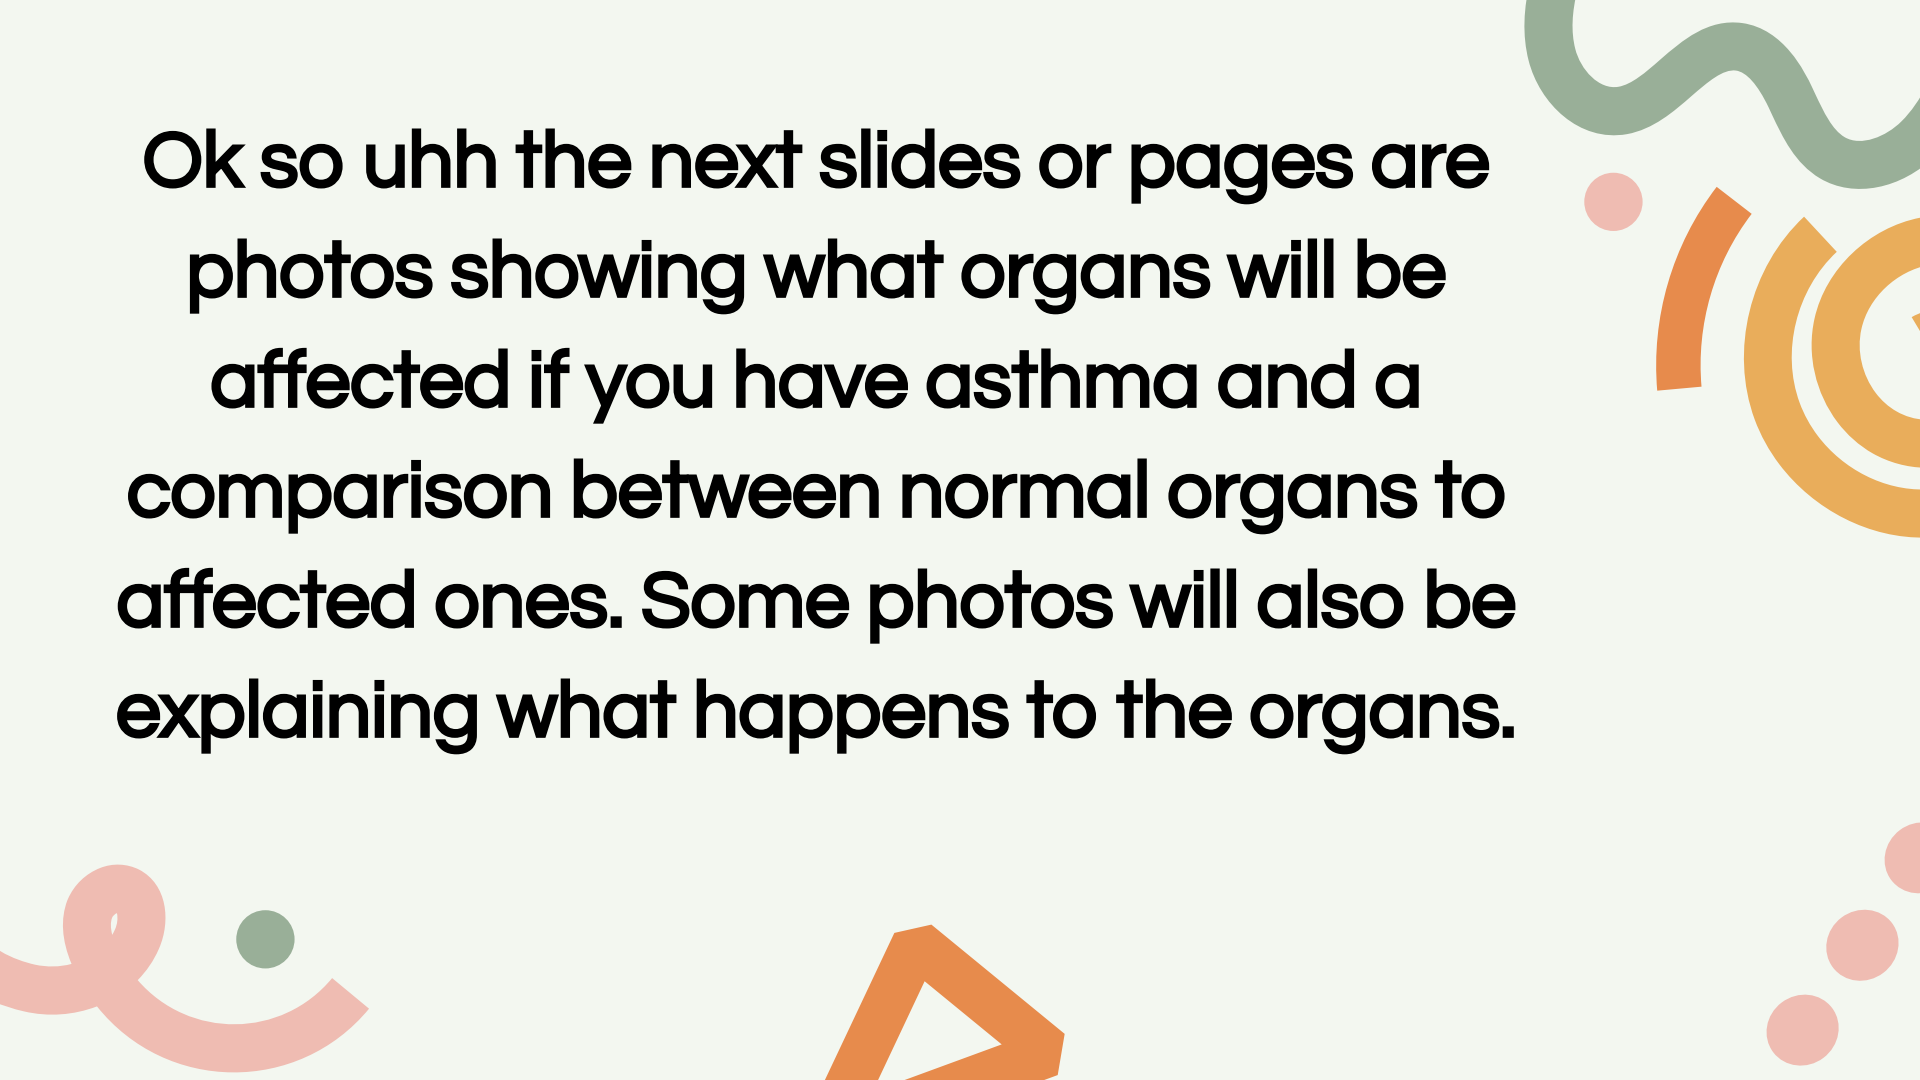 Ok so uhh the next slides or pages are
photos showing what organs will be
affected if you have asthma and a
comparison between normal organs to
affected ones. Some photos will also be
explaining what happens to the organs.